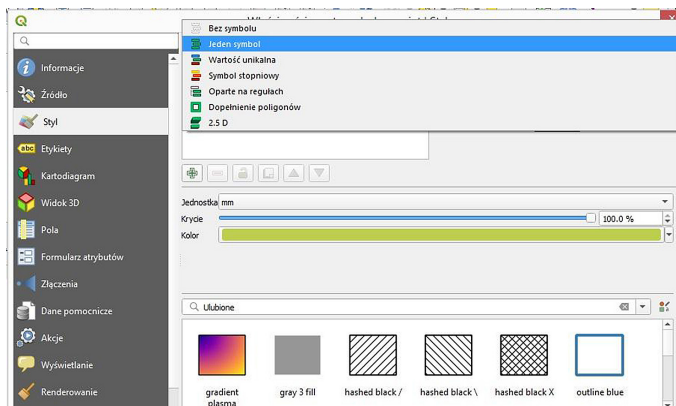 Bez symbolu
Jeden symbol
Wartość unikalna
Symbol stopniowy
Oparte na regułach
Dopełnienie poligonów
2.5 D
Informacje
Źródło
Styl
abc Etykiety
Kartodiagram
Widok 3D
Pola
Formularz atrybutów
Złączenia
Dane pomocnicze
Akcje
Wyświetlanie
Renderowanie
Jednostka mm
Krycie 100.0 %
Kolor
Ulubione
gradient plasma
gray 3 fill
hashed black /
hashed black \
hashed black X
outline blue